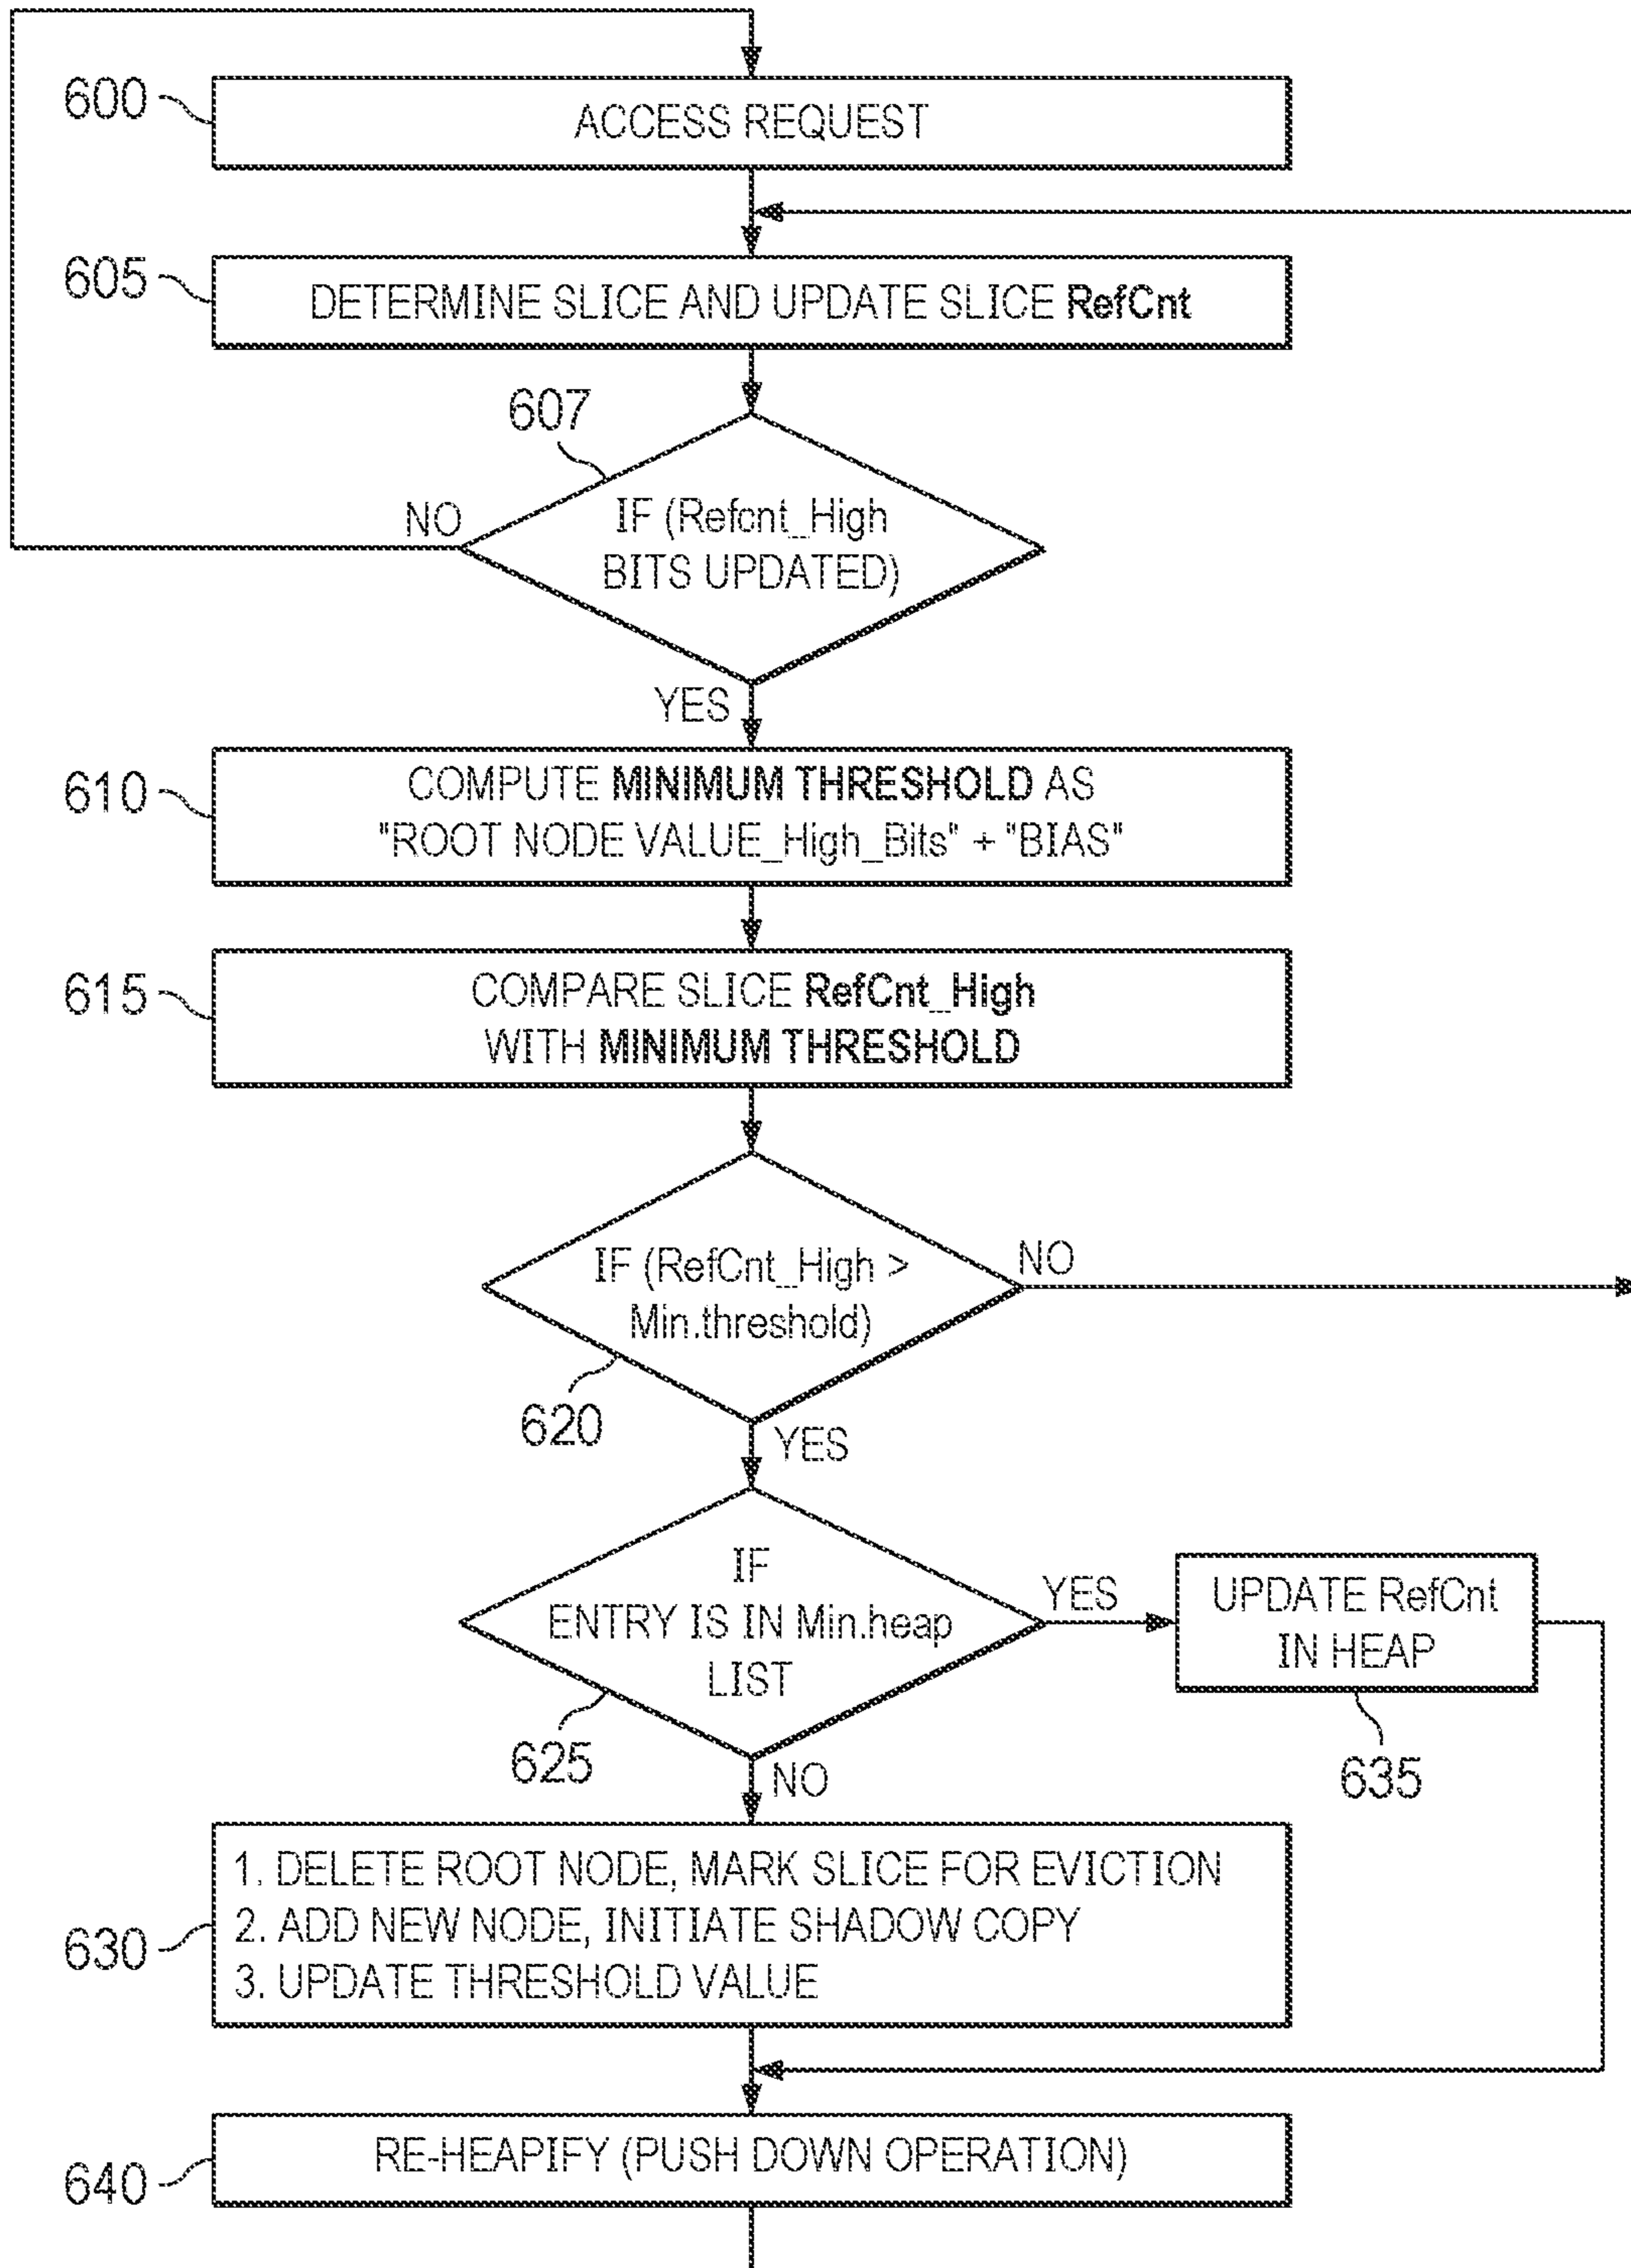 600
ACCESS REQUEST
605
DETERMINE SLICE AND UPDATE SLICE RefCnt
607
NO
IF (Refcnt_High
BITS UPDATED)
YES
610
COMPUTE MINIMUM THRESHOLD AS
"ROOT NODE VALUE_High_Bits" + "BIAS"
615
COMPARE SLICE RefCnt_High
WITH MINIMUM THRESHOLD
IF (RefCnt_High >
Min.threshold)
NO
620
YES
IF
ENTRY IS IN Min.heap
LIST
YES
UPDATE RefCnt
IN HEAP
625
635
NO
630
1. DELETE ROOT NODE, MARK SLICE FOR EVICTION
2. ADD NEW NODE, INITIATE SHADOW COPY
3. UPDATE THRESHOLD VALUE
640
RE-HEAPIFY (PUSH DOWN OPERATION)